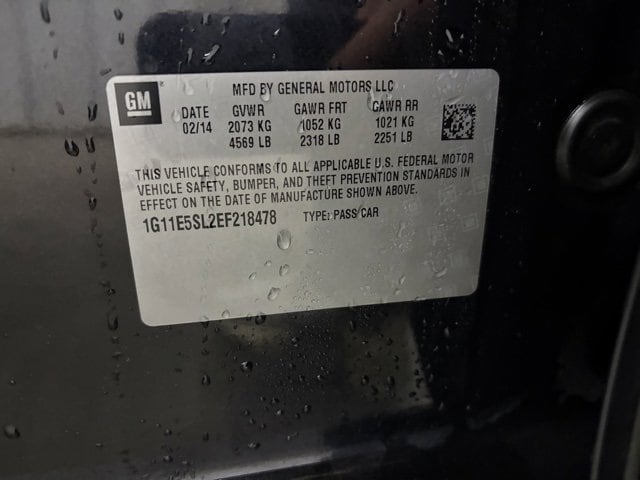 GM
MFD BY GENERAL MOTORS LLC
DATE GVWR GAWR FRT GAWR RR
02/14 2073 KG 1052 KG 1021 KG
4569 LB 2318 LB 2251 LB
THIS VEHICLE CONFORMS TO ALL APPLICABLE U.S. FEDERAL MOTOR
VEHICLE SAFETY, BUMPER, AND THEFT PREVENTION STANDARDS IN
EFFECT ON THE DATE OF MANUFACTURE SHOWN ABOVE.
1G11E5SL2EF218478 TYPE: PASS CAR